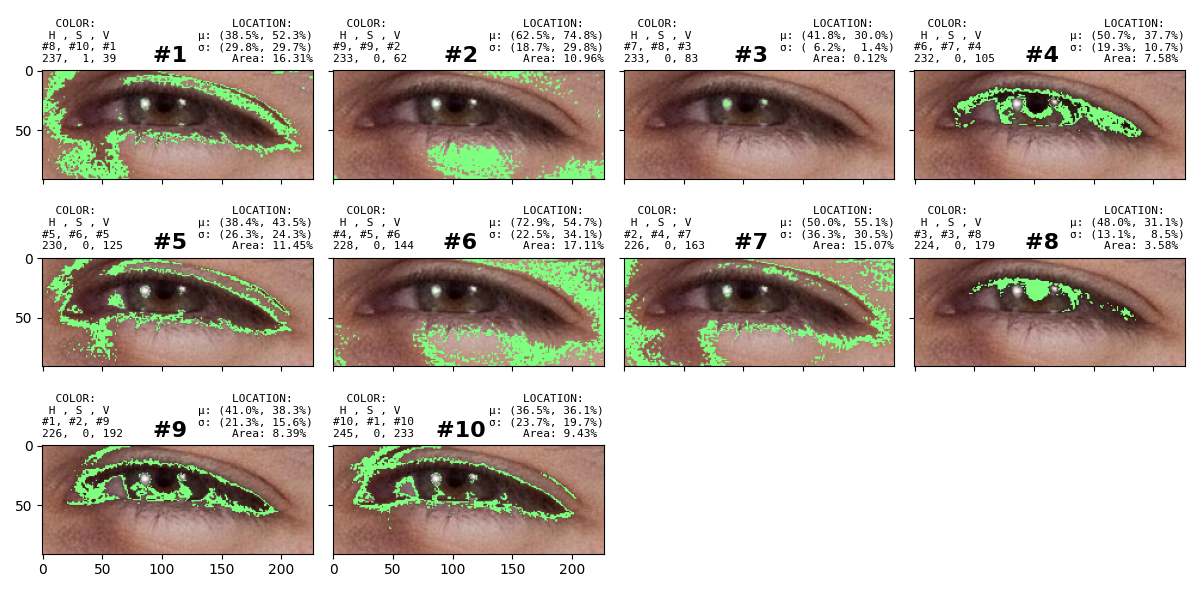 COLOR: LOCATION:
H , S , V μ: (38.5%, 52.3%)
#8, #10, #1 σ: (29.8%, 29.7%)
237, 1, 39 #1 Area: 16.31%
COLOR: LOCATION:
H , S , V μ: (62.5%, 74.8%)
#9, #9, #2 σ: (18.7%, 29.8%)
233, 0, 62 #2 Area: 10.96%
COLOR: LOCATION:
H , S , V μ: (41.8%, 30.0%)
#7, #8, #3 σ: ( 6.2%, 1.4%)
233, 0, 83 #3 Area: 0.12%
COLOR: LOCATION:
H , S , V μ: (50.7%, 37.7%)
#6, #7, #4 σ: (19.3%, 10.7%)
232, 0, 105 #4 Area: 7.58%
0
50
COLOR: LOCATION:
H , S , V μ: (38.4%, 43.5%)
#5, #6, #5 σ: (26.3%, 24.3%)
230, 0, 125 #5 Area: 11.45%
COLOR: LOCATION:
H , S , V μ: (72.9%, 54.7%)
#4, #5, #6 σ: (22.5%, 34.1%)
228, 0, 144 #6 Area: 17.11%
COLOR: LOCATION:
H , S , V μ: (50.0%, 55.1%)
#2, #4, #7 σ: (36.3%, 30.5%)
226, 0, 163 #7 Area: 15.07%
COLOR: LOCATION:
H , S , V μ: (48.0%, 31.1%)
#3, #3, #8 σ: (13.1%, 8.5%)
224, 0, 179 #8 Area: 3.58%
0
50
COLOR: LOCATION:
H , S , V μ: (41.0%, 38.3%)
#1, #2, #9 σ: (21.3%, 15.6%)
226, 0, 192 #9 Area: 8.39%
COLOR: LOCATION:
H , S , V μ: (36.5%, 36.1%)
#10, #1, #10 σ: (23.7%, 19.7%)
245, 0, 233 #10 Area: 9.43%
0
50
0 50 100 150 200
0 50 100 150 200